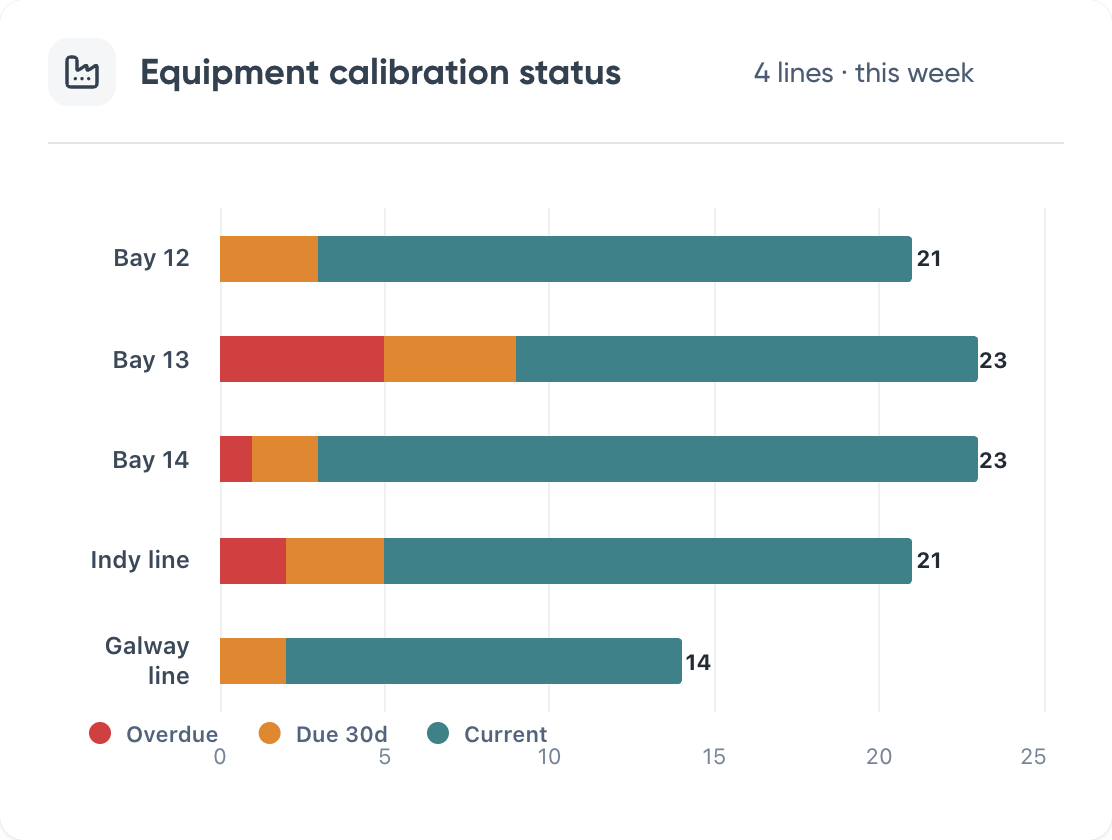 Equipment calibration status
4 lines · this week
Bay 12
21
Bay 13
23
Bay 14
23
Indy line
21
Galway
line
14
Overdue
Due 30d
Current
0
5
10
15
20
25